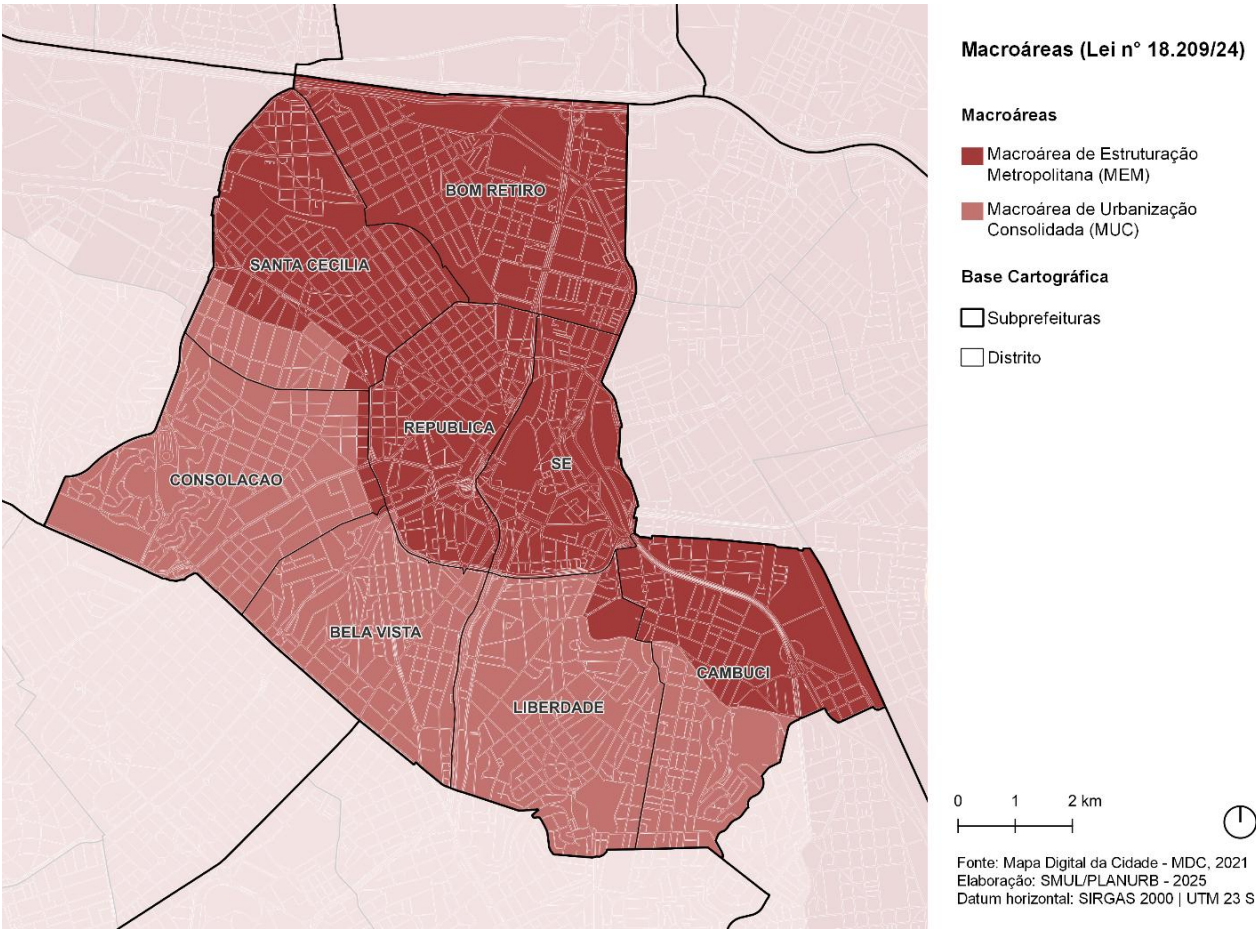 Macroáreas (Lei n° 18.209/24)
Macroáreas
Macroárea de Estruturação
Metropolitana (MEM)
Macroárea de Urbanização
Consolidada (MUC)
Base Cartográfica
Subprefeituras
Distrito
BOM RETIRO
SANTA CECILIA
REPUBLICA
SE
CONSOLACAO
BELA VISTA
CAMBUCI
LIBERDADE
0 1 2 km
Fonte: Mapa Digital da Cidade - MDC, 2021
Elaboração: SMUL/PLANURB - 2025
Datum horizontal: SIRGAS 2000 | UTM 23 S